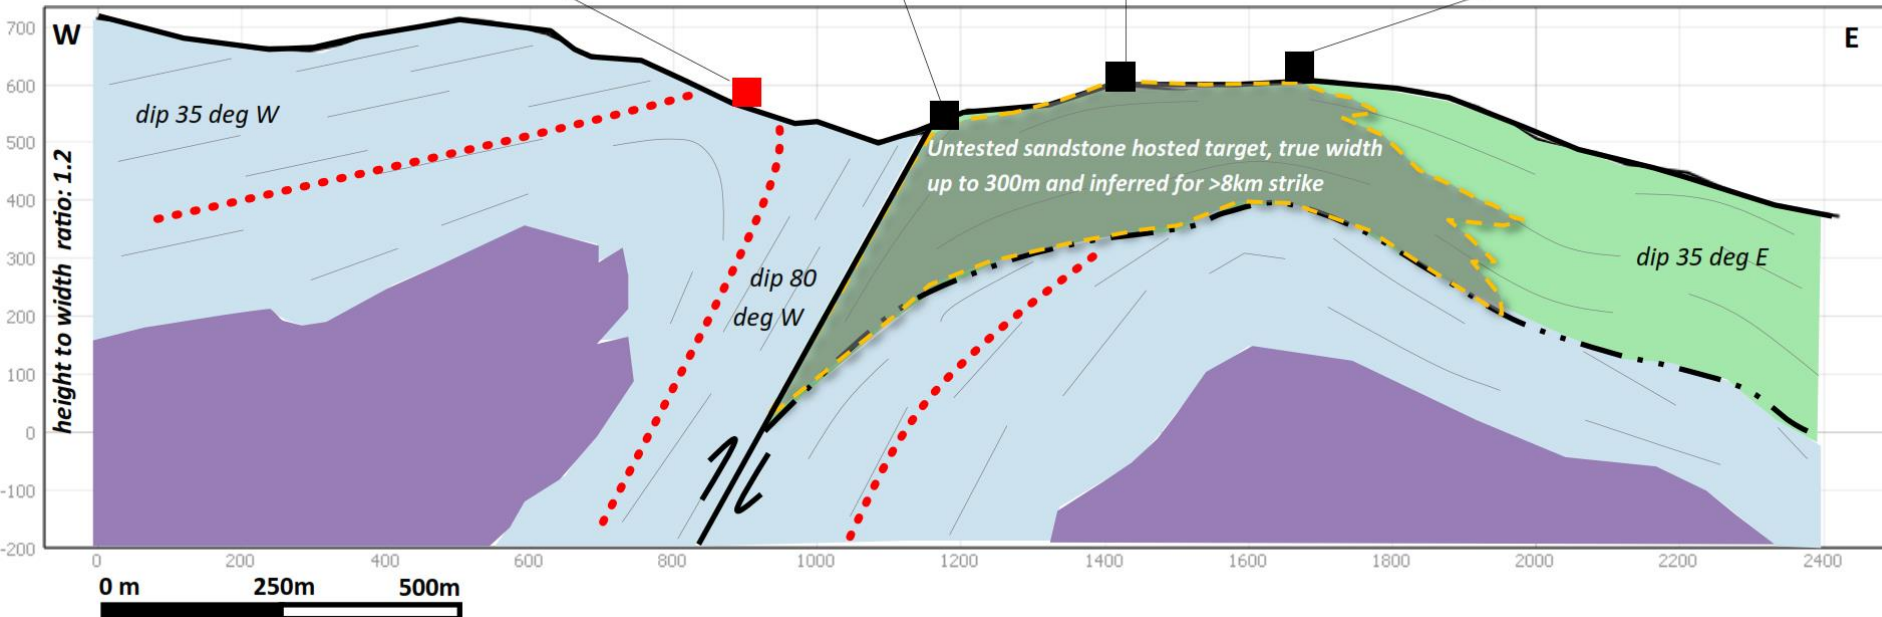 W
E
700
600
500
400
300
200
100
0
-100
-200
height to width ratio: 1.2
dip 35 deg W
Untested sandstone hosted target, true width
up to 300m and inferred for >8km strike
dip 80
deg W
dip 35 deg E
0 200 400 600 800 1000 1200 1400 1600 1800 2000 2200 2400
0 m 250m 500m